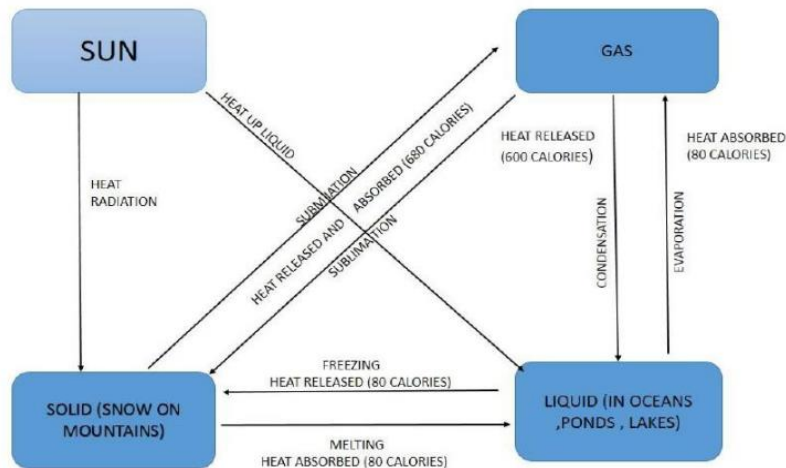 SUN
GAS
HEAT UP LIQUID
HEAT RELEASED
(600 CALORIES)
HEAT ABSORBED
(80 CALORIES)
HEAT
RADIATION
SUBMIATION
HEAT RELEASED AND ABSORBED (680 CALORIES)
SUBLIMATION
CONDENSATION
EVAPORATION
FREEZING
HEAT RELEASED (80 CALORIES)
SOLID (SNOW ON
MOUNTAINS)
LIQUID (IN OCEANS
,PONDS , LAKES)
MELTING
HEAT ABSORBED (80 CALORIES)